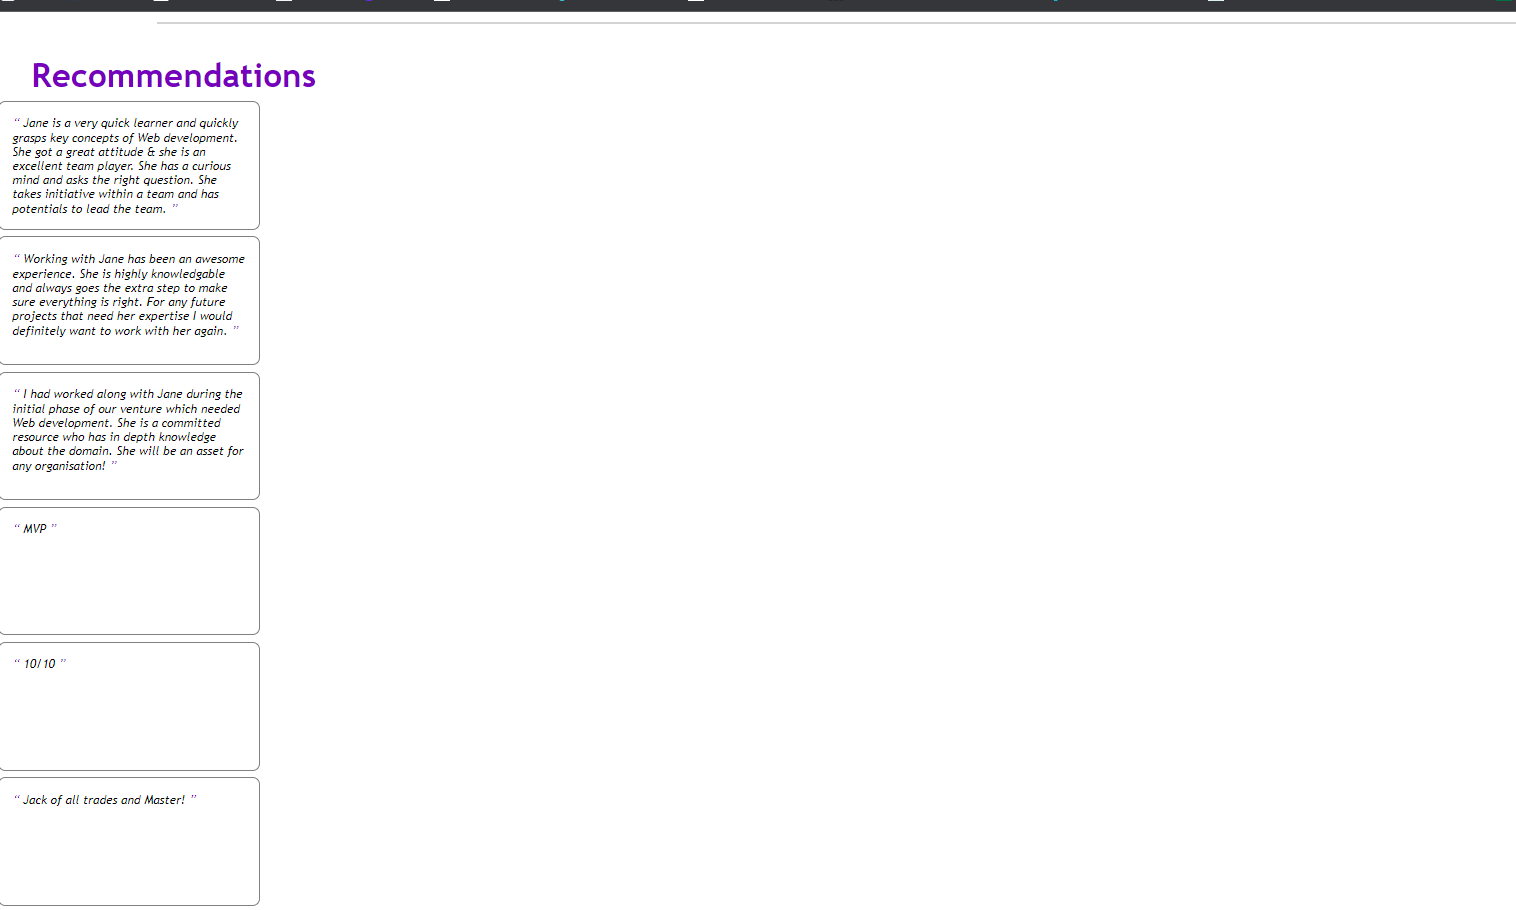 Recommendations
“ Jane is a very quick learner and quickly
grasps key concepts of Web development.
She got a great attitude & she is an
excellent team player. She has a curious
mind and asks the right question. She
takes initiative within a team and has
potentials to lead the team. ”
“ Working with Jane has been an awesome
experience. She is highly knowledgable
and always goes the extra step to make
sure everything is right. For any future
projects that need her expertise I would
definitely want to work with her again. ”
“ I had worked along with Jane during the
initial phase of our venture which needed
Web development. She is a committed
resource who has in depth knowledge
about the domain. She will be an asset for
any organisation! ”
“ MVP ”
“ 10/10 ”
“ Jack of all trades and Master! ”